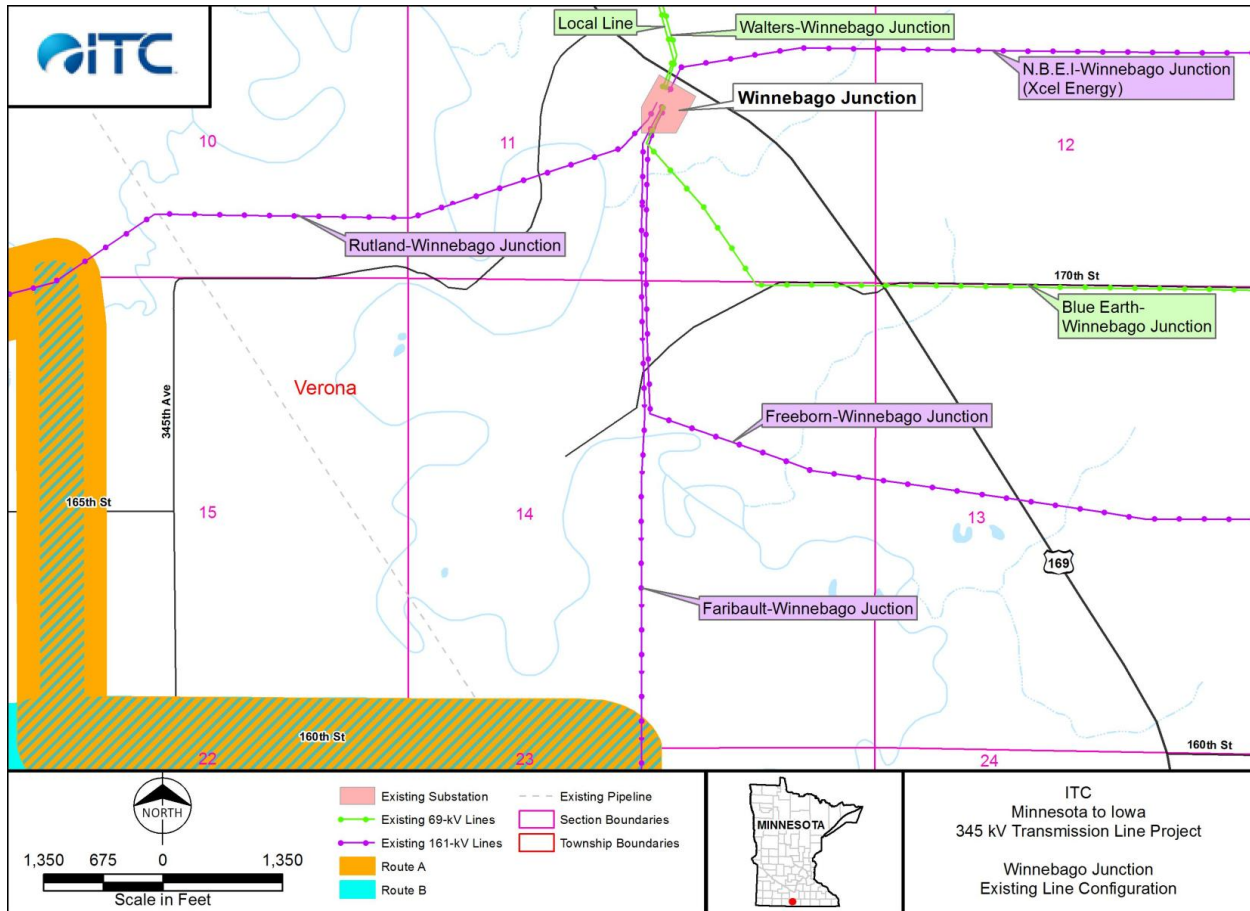 ITC
Local Line
Walters-Winnebago Junction
N.B.E.I-Winnebago Junction
(Xcel Energy)
Winnebago Junction
10
11
12
Rutland-Winnebago Junction
170th St
Blue Earth-
Winnebago Junction
Verona
345th Ave
Freeborn-Winnebago Junction
165th St
15
14
13
169
Faribault-Winnebago Juction
160th St
160th St
22
23
24
NORTH
1,350 675 0 1,350
Scale in Feet
Existing Substation
Existing 69-kV Lines
Existing 161-kV Lines
Route A
Route B
Existing Pipeline
Section Boundaries
Township Boundaries
MINNESOTA
ITC
Minnesota to Iowa
345 kV Transmission Line Project
Winnebago Junction
Existing Line Configuration